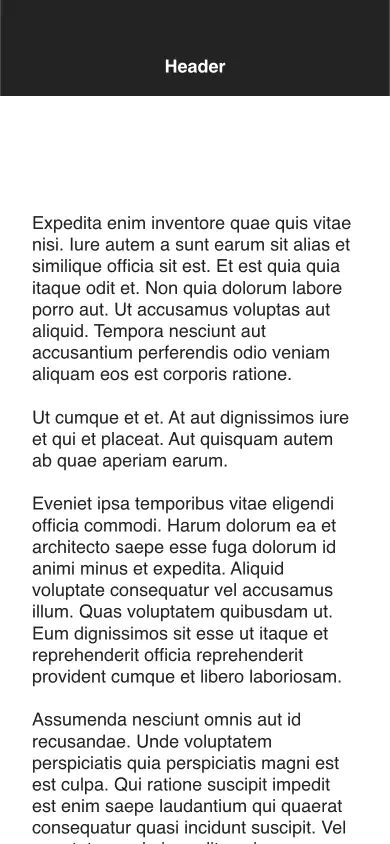 Header
Expedita enim inventore quae quis vitae
nisi. Iure autem a sunt earum sit alias et
similique officia sit est. Et est quia quia
itaque odit et. Non quia dolorum labore
porro aut. Ut accusamus voluptas aut
aliquid. Tempora nesciunt aut
accusantium perferendis odio veniam
aliquam eos est corporis ratione.
Ut cumque et et. At aut dignissimos iure
et qui et placeat. Aut quisquam autem
ab quae aperiam earum.
Eveniet ipsa temporibus vitae eligendi
officia commodi. Harum dolorum ea et
architecto saepe esse fuga dolorum id
animi minus et expedita. Aliquid
voluptate consequatur vel accusamus
illum. Quas voluptatem quibusdam ut.
Eum dignissimos sit esse ut itaque et
reprehenderit officia reprehenderit
provident cumque et libero laboriosam.
Assumenda nesciunt omnis aut id
recusandae. Unde voluptatem
perspiciatis quia perspiciatis magni est
est culpa. Qui ratione suscipit impedit
est enim saepe laudantium qui quaerat
consequatur quasi incidunt suscipit. Vel